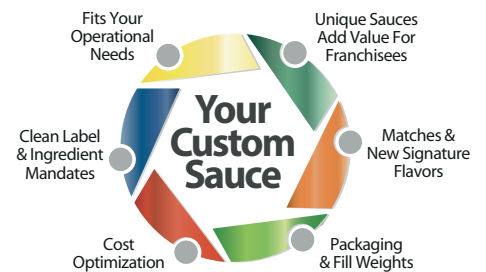 Fits Your
Operational
Needs
Unique Sauces
Add Value For
Franchisees
Clean Label
& Ingredient
Mandates
Your
Custom
Sauce
Matches &
New Signature
Flavors
Cost
Optimization
Packaging
& Fill Weights